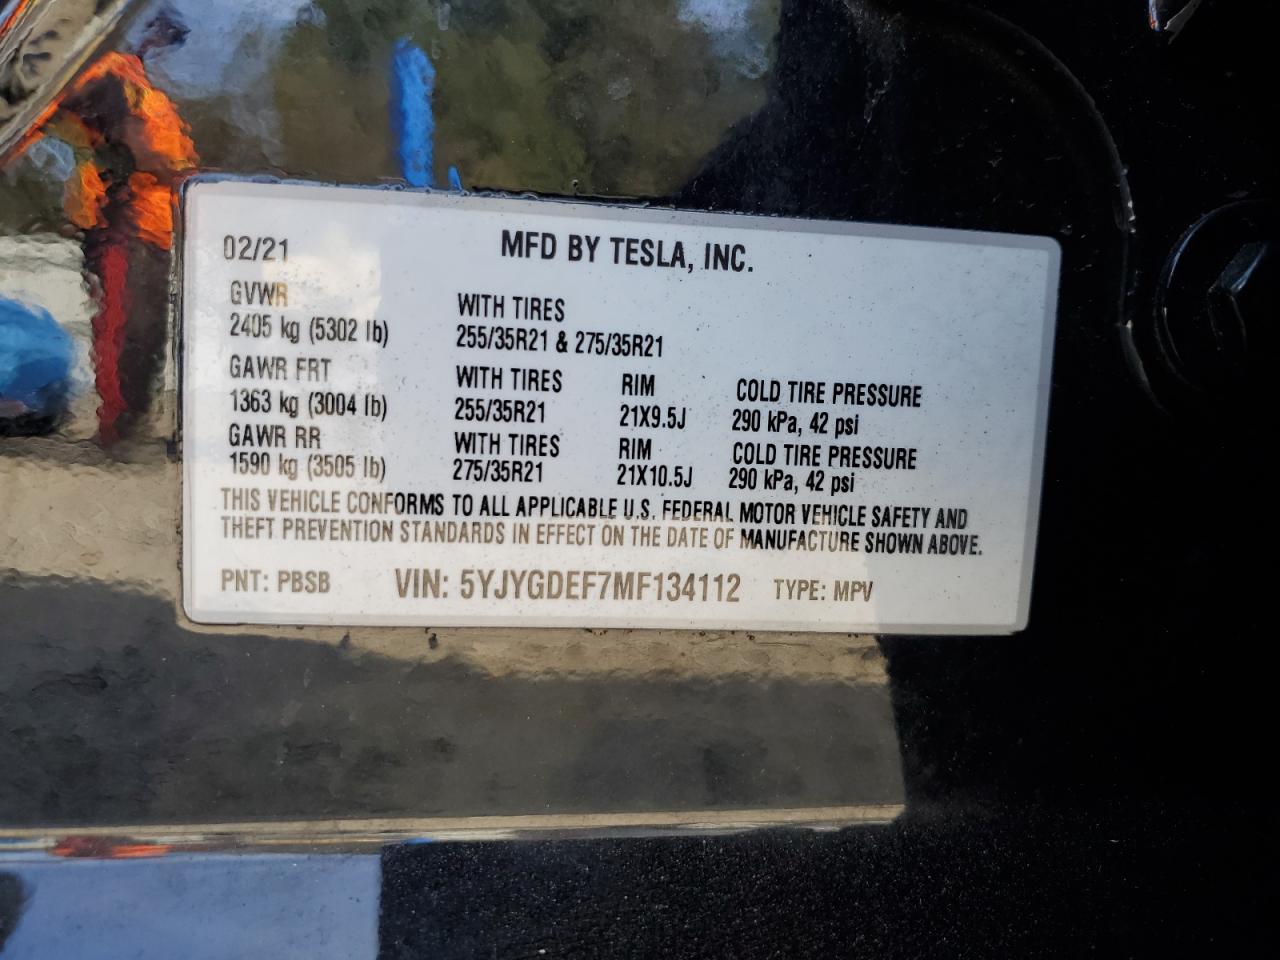 02/21 MFD BY TESLA, INC.
GVWR WITH TIRES
2405 kg (5302 lb) 255/35R21 & 275/35R21
GAWR FRT WITH TIRES RIM COLD TIRE PRESSURE
1363 kg (3004 lb) 255/35R21 21X9.5J 290 kPa, 42 psi
GAWR RR WITH TIRES RIM COLD TIRE PRESSURE
1590 kg (3505 lb) 275/35R21 21X10.5J 290 kPa, 42 psi
THIS VEHICLE CONFORMS TO ALL APPLICABLE U.S. FEDERAL MOTOR VEHICLE SAFETY AND
THEFT PREVENTION STANDARDS IN EFFECT ON THE DATE OF MANUFACTURE SHOWN ABOVE.
PNT: PBSB VIN: 5YJYGDEF7MF134112 TYPE: MPV